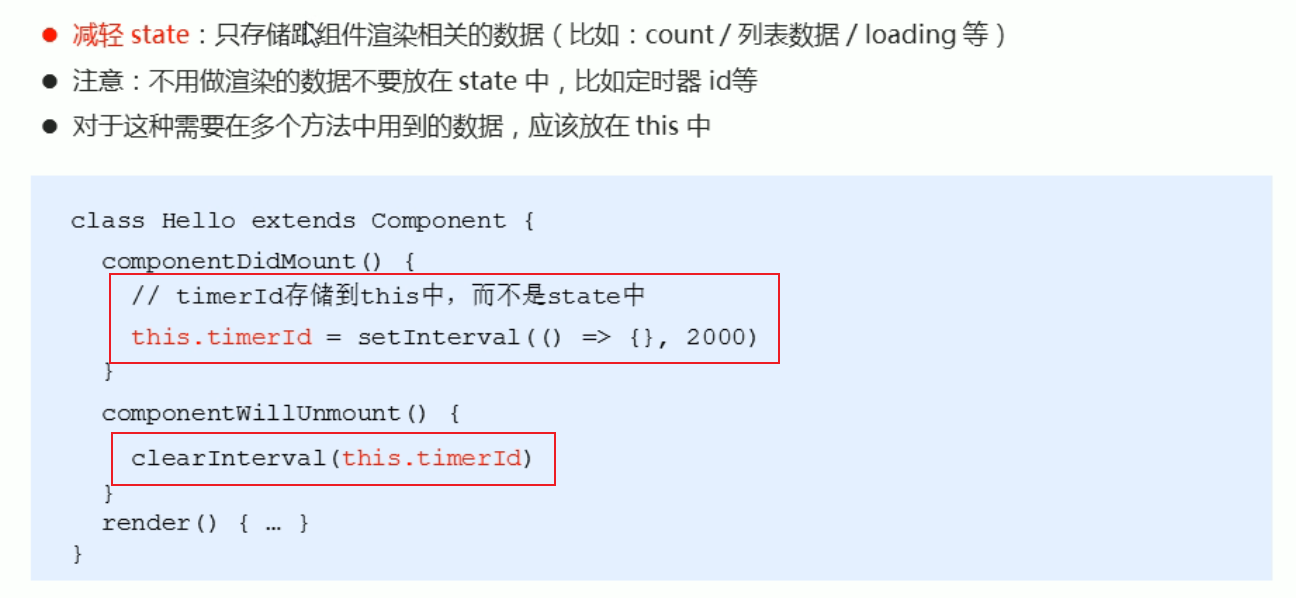 减轻 state：只存储跟组件渲染相关的数据（比如：count / 列表数据 / loading 等）
注意：不用做渲染的数据不要放在 state 中，比如定时器 id等
对于这种需要在多个方法中用到的数据，应该放在 this 中
class Hello extends Component {
componentDidMount() {
// timerId存储到this中，而不是state中
this.timerId = setInterval(() => {}, 2000)
}
componentWillUnmount() {
clearInterval(this.timerId)
}
render() { … }
}